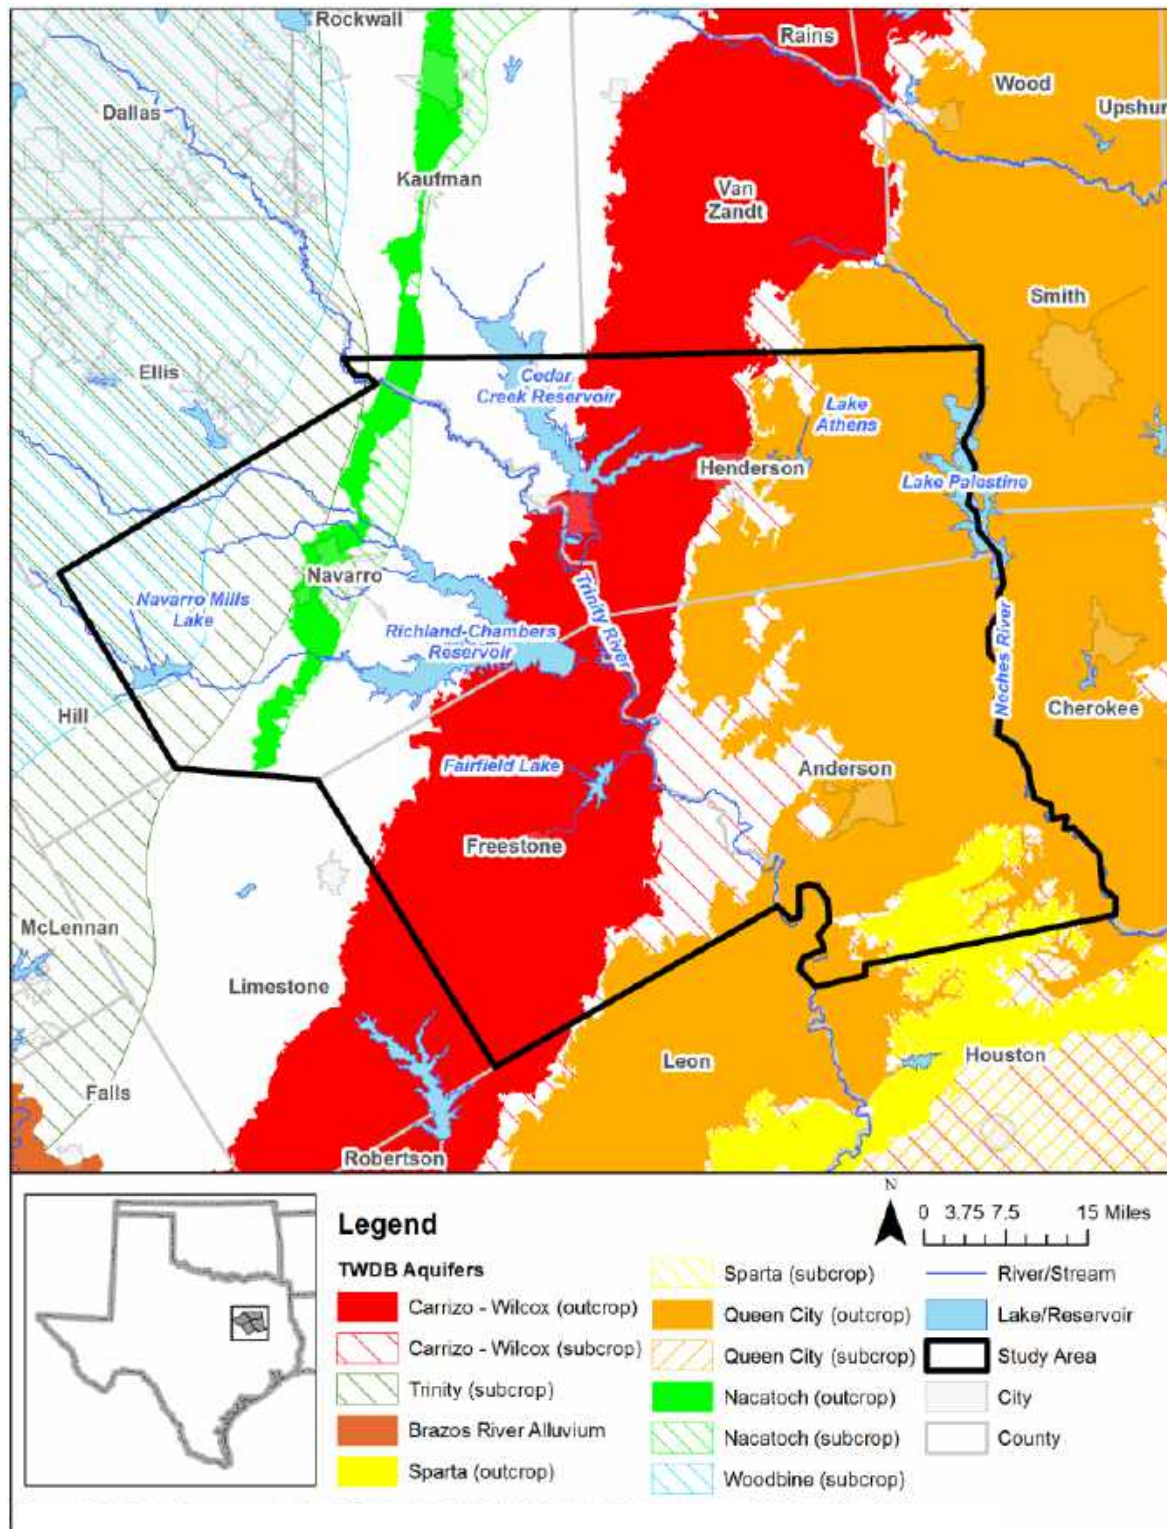 Rockwall
Rains
Wood
Dallas
Upshur
Kaufman
Van
Zandt
Smith
Ellis
Cedar
Creek Reservoir
Lake
Athens
Henderson
Lake Palestine
Navarro
Navarro Mills
Lake
Trinity River
Richland-Chambers
Reservoir
Neches River
Hill
Cherokee
Fairfield Lake
Anderson
Freestone
McLennan
Limestone
Leon
Houston
Falls
Robertson
N
0 3.75 7.5 15 Miles
Legend
TWDB Aquifers
Carrizo - Wilcox (outcrop)
Carrizo - Wilcox (subcrop)
Trinity (subcrop)
Brazos River Alluvium
Sparta (outcrop)
Sparta (subcrop)
Queen City (outcrop)
Queen City (subcrop)
Nacatoch (outcrop)
Nacatoch (subcrop)
Woodbine (subcrop)
River/Stream
Lake/Reservoir
Study Area
City
County